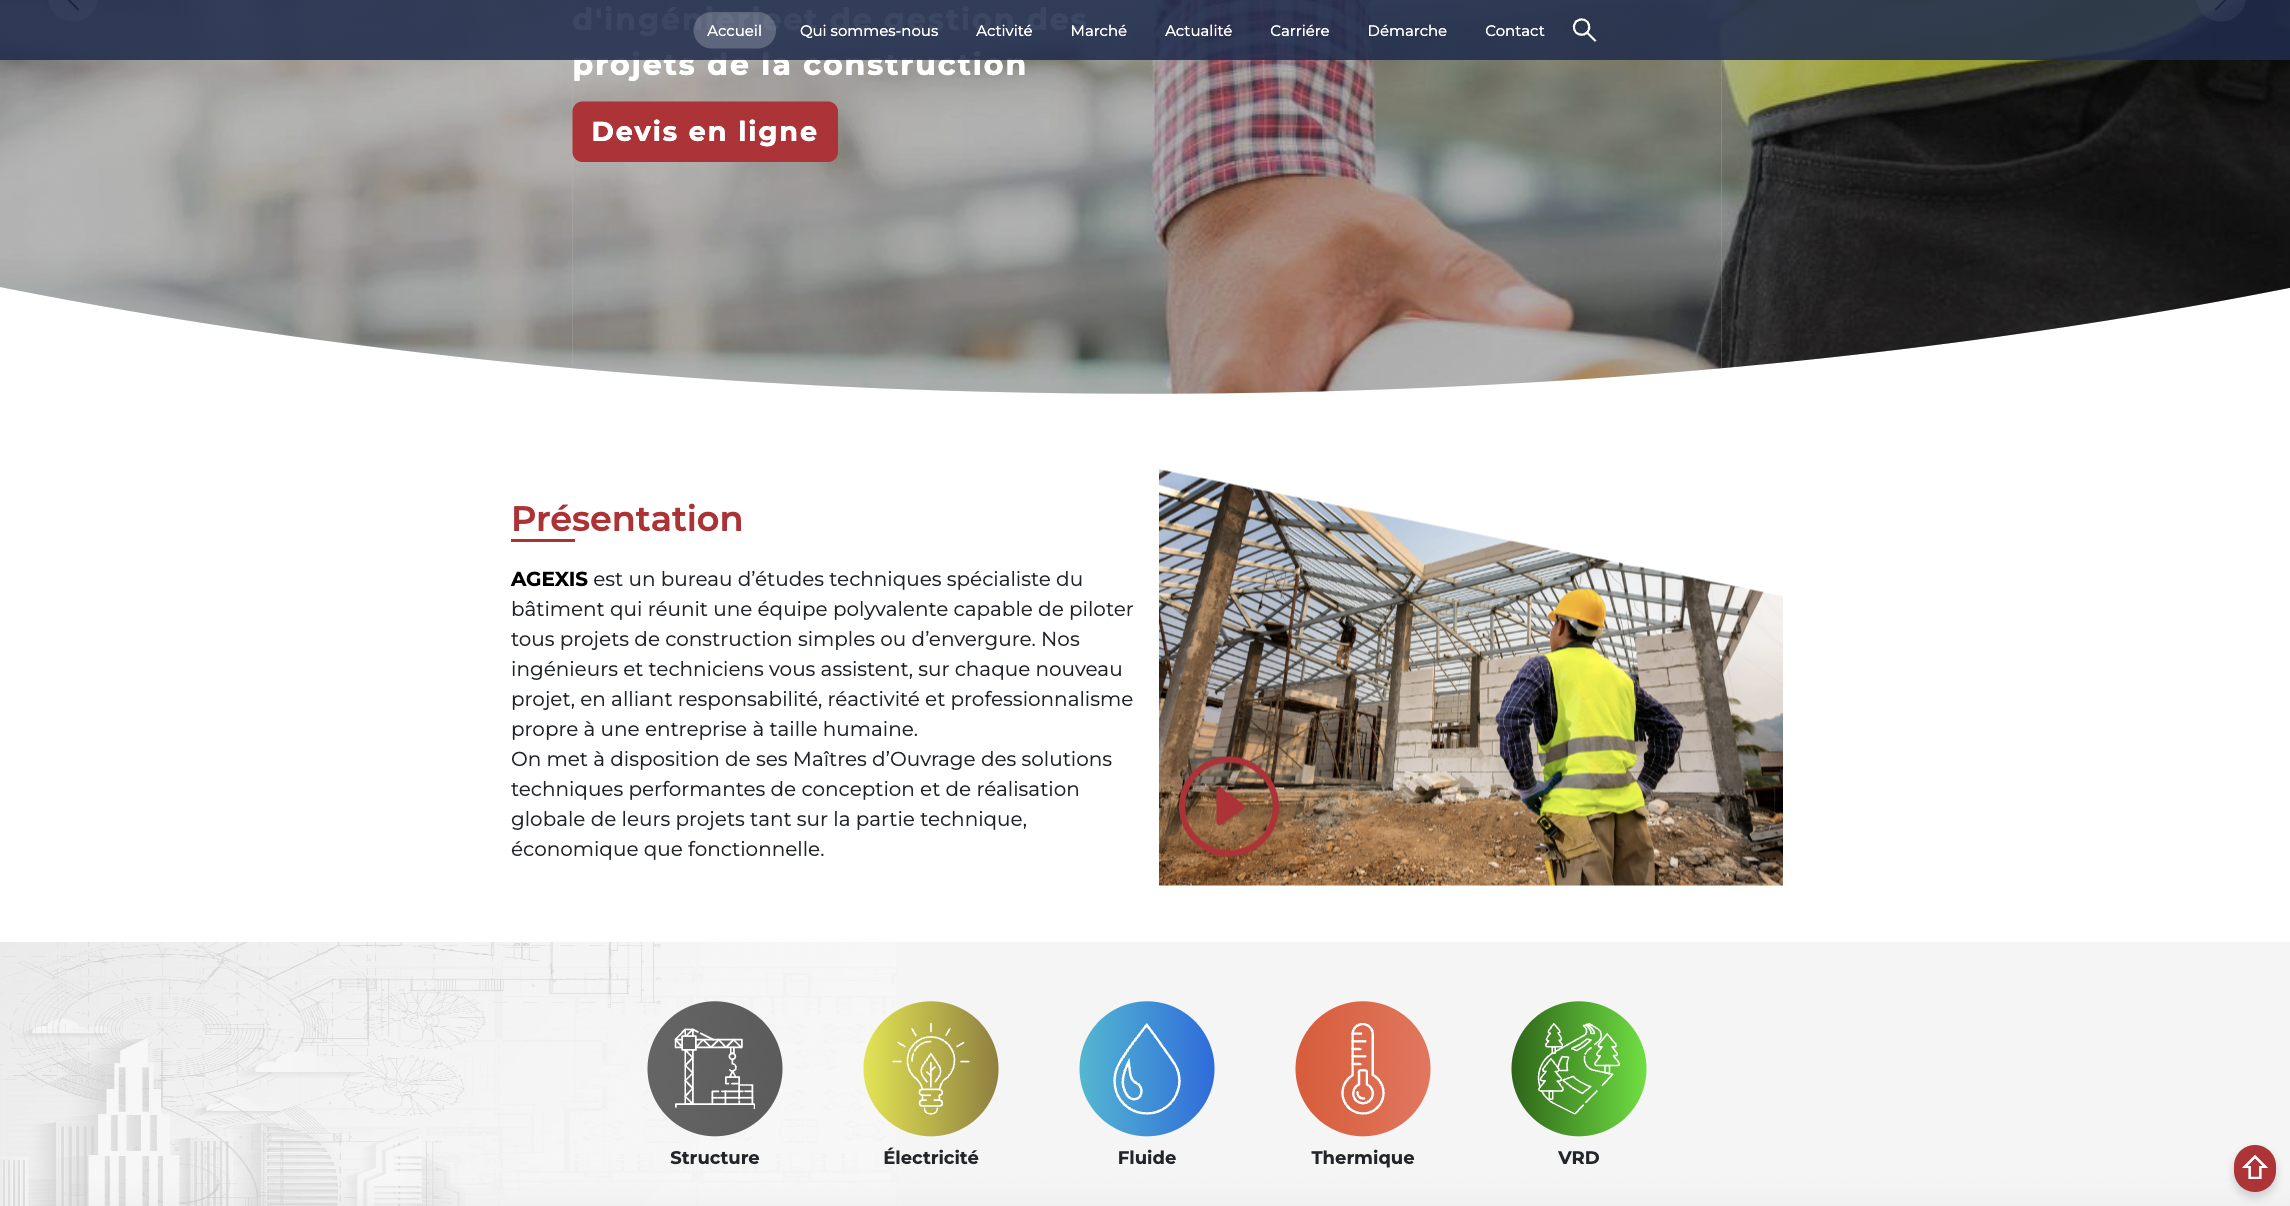 d'ingénierie et de gestion des
Accueil Qui sommes-nous Activité Marché Actualité Carriére Démarche Contact
projets de la construction
Devis en ligne
Présentation
AGEXIS est un bureau d’études techniques spécialiste du
bâtiment qui réunit une équipe polyvalente capable de piloter
tous projets de construction simples ou d’envergure. Nos
ingénieurs et techniciens vous assistent, sur chaque nouveau
projet, en alliant responsabilité, réactivité et professionnalisme
propre à une entreprise à taille humaine.
On met à disposition de ses Maîtres d’Ouvrage des solutions
techniques performantes de conception et de réalisation
globale de leurs projets tant sur la partie technique,
économique que fonctionnelle.
Structure Électricité Fluide Thermique VRD